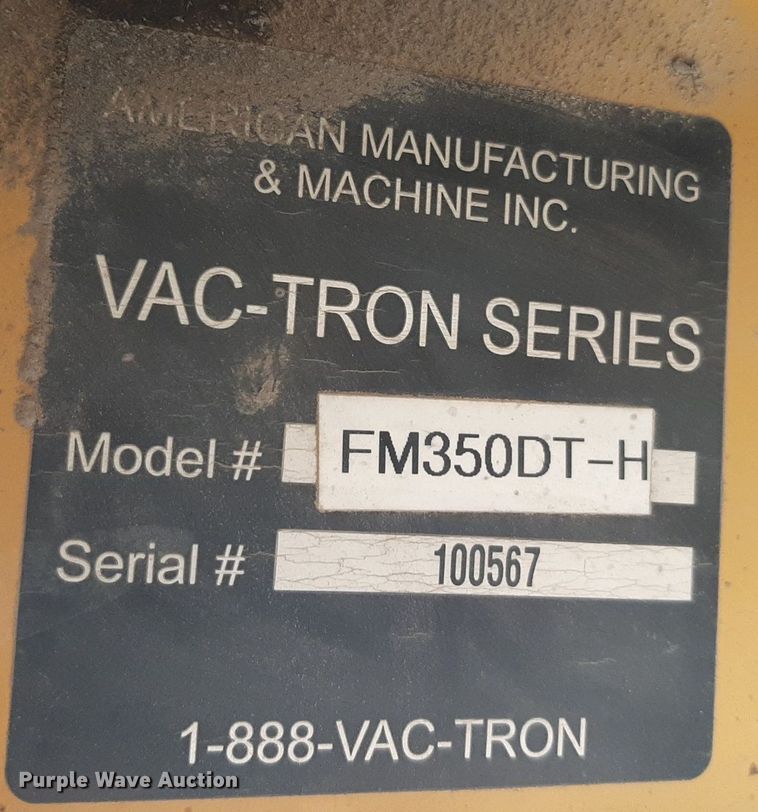 AMERICAN MANUFACTURING
& MACHINE INC.
VAC-TRON SERIES
Model # FM350DT-H
Serial # 100567
1-888-VAC-TRON
Purple Wave Auction